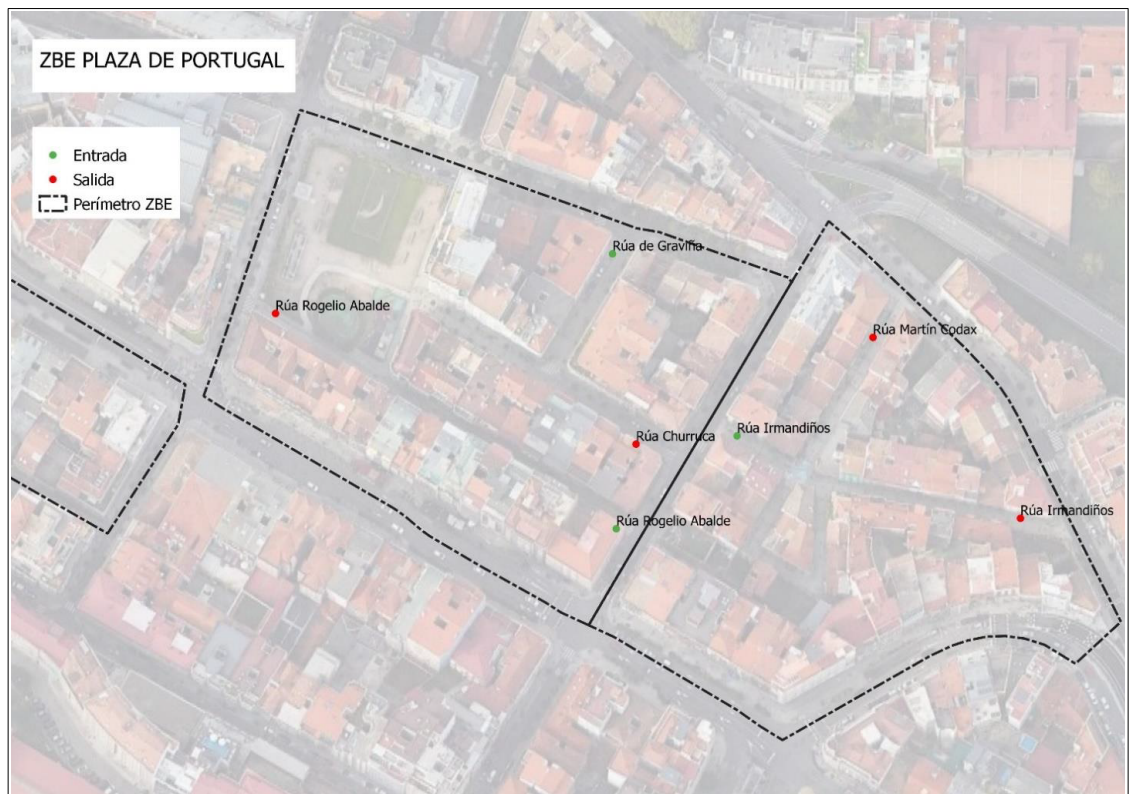 ZBE PLAZA DE PORTUGAL
Entrada
Salida
Perímetro ZBE
Rúa de Graviña
Rúa Rogelio Abalde
Rúa Martín Codax
Rúa Churruca
Rúa Irmandiños
Rúa Irmandiños
Rúa Rogelio Abalde